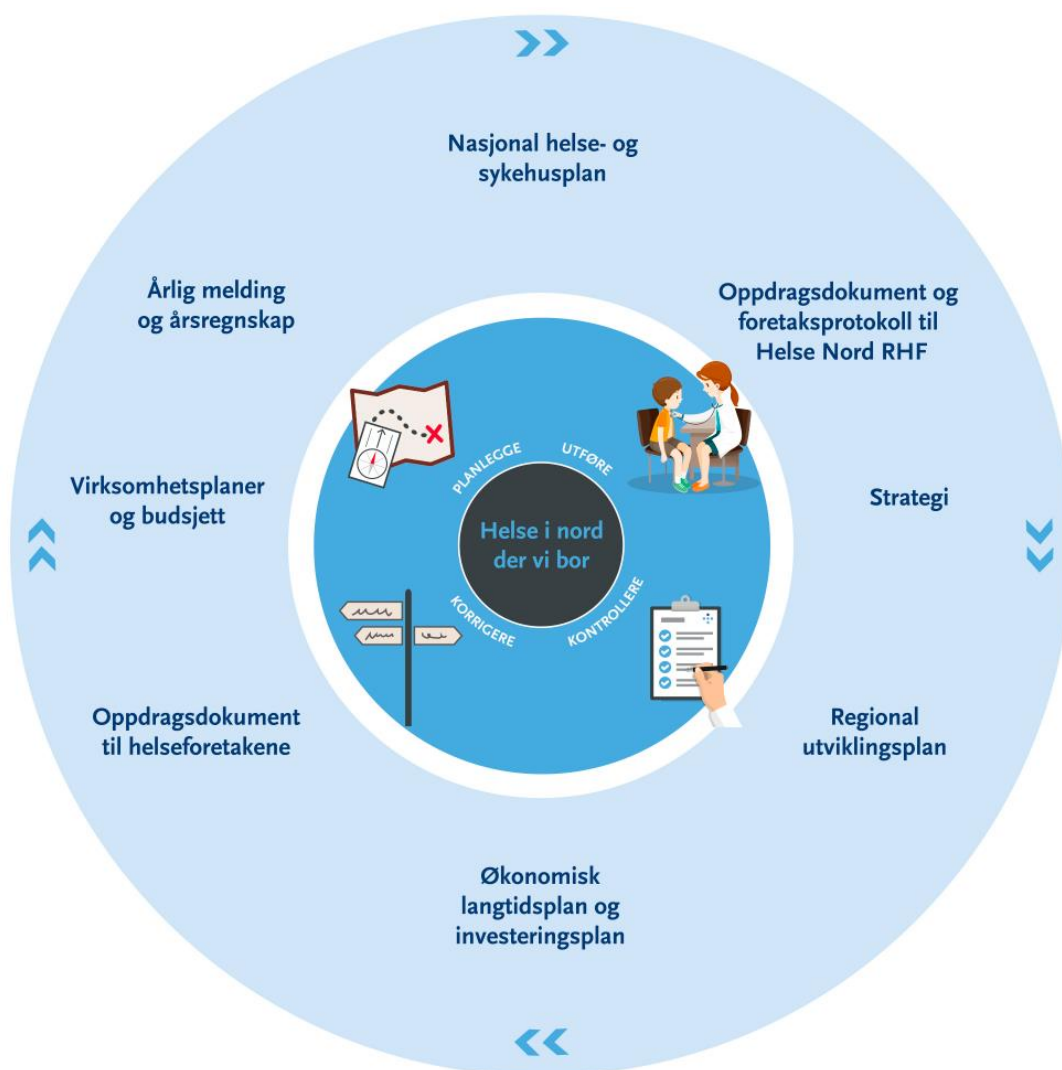 Nasjonal helse- og
sykehusplan
Oppdragsdokument og
foretaksprotokoll til
Helse Nord RHF
Strategi
Regional
utviklingsplan
Økonomisk
langtidsplan og
investeringsplan
Oppdragsdokument
til helseforetakene
Virksomhetsplaner
og budsjett
Årlig melding
og årsregnskap
PLANLEGGE
UTFØRE
KONTROLLERE
KORRIGERE
Helse i nord
der vi bor